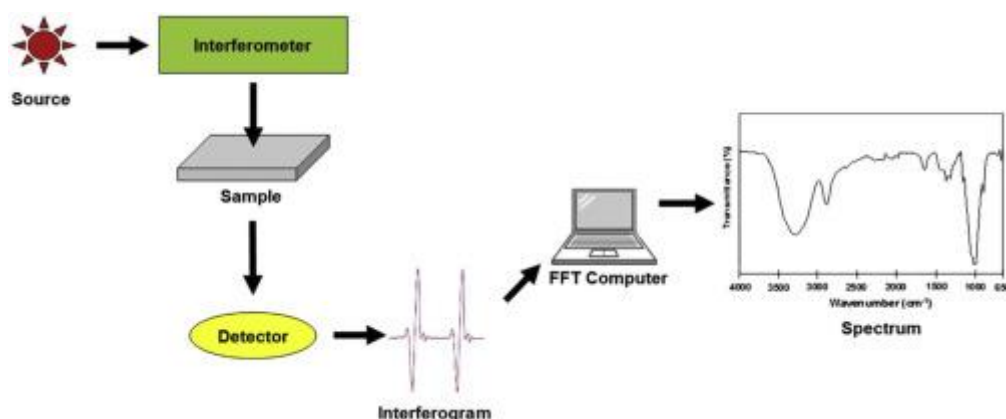 Interferometer
Source
Sample
Detector
Interferogram
FFT Computer
Transmittance (%)
4000 3500 3000 2500 2000 1500 1000 650
Wavenumber (cm⁻¹)
Spectrum